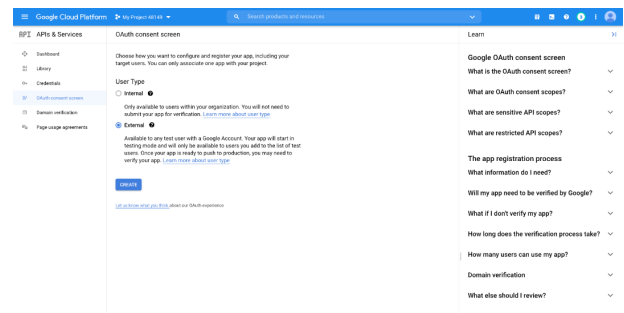 Google Cloud Platform
My Project 48149
Search products and resources
API APIs & Services
Dashboard
Library
Credentials
OAuth consent screen
Domain verification
Page usage agreements
OAuth consent screen
Choose how you want to configure and register your app, including your
target users. You can only associate one app with your project.
User Type
Internal
Only available to users within your organization. You will not need to
submit your app for verification. Learn more about user type
External
Available to any test user with a Google Account. Your app will start in
testing mode and will only be available to users you add to the list of test
users. Once your app is ready to push to production, you may need to
verify your app. Learn more about user type
CREATE
Let us know what you think about our OAuth experience
Learn
Google OAuth consent screen
What is the OAuth consent screen?
What are OAuth consent scopes?
What are sensitive API scopes?
What are restricted API scopes?
The app registration process
What information do I need?
Will my app need to be verified by Google?
What if I don't verify my app?
How long does the verification process take?
How many users can use my app?
Domain verification
What else should I review?